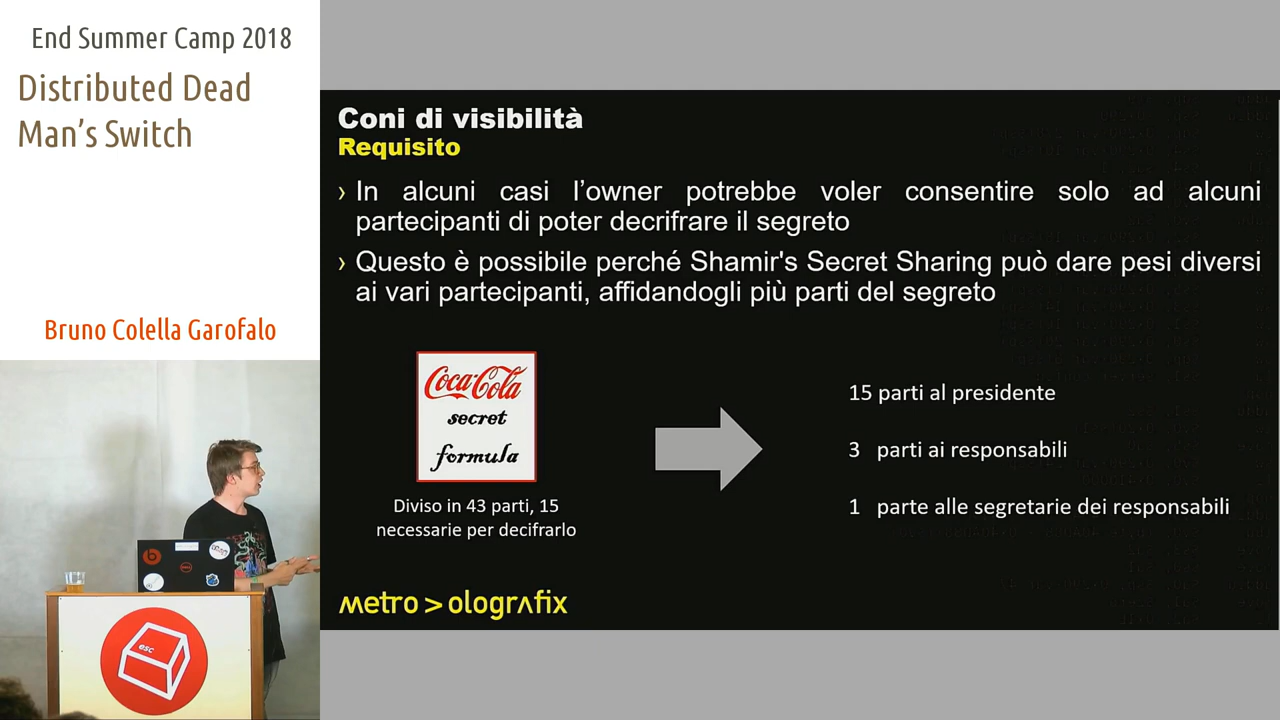 End Summer Camp 2018
Distributed Dead
Man's Switch
Bruno Colella Garofalo
Coni di visibilità
Requisito
› In alcuni casi l'owner potrebbe voler consentire solo ad alcuni
partecipanti di poter decrifrare il segreto
› Questo è possibile perché Shamir's Secret Sharing può dare pesi diversi
ai vari partecipanti, affidandogli più parti del segreto
Coca-Cola
secret
formula
Diviso in 43 parti, 15
necessarie per decifrarlo
15 parti al presidente
3 parti ai responsabili
1 parte alle segretarie dei responsabili
metro > olografix
esc